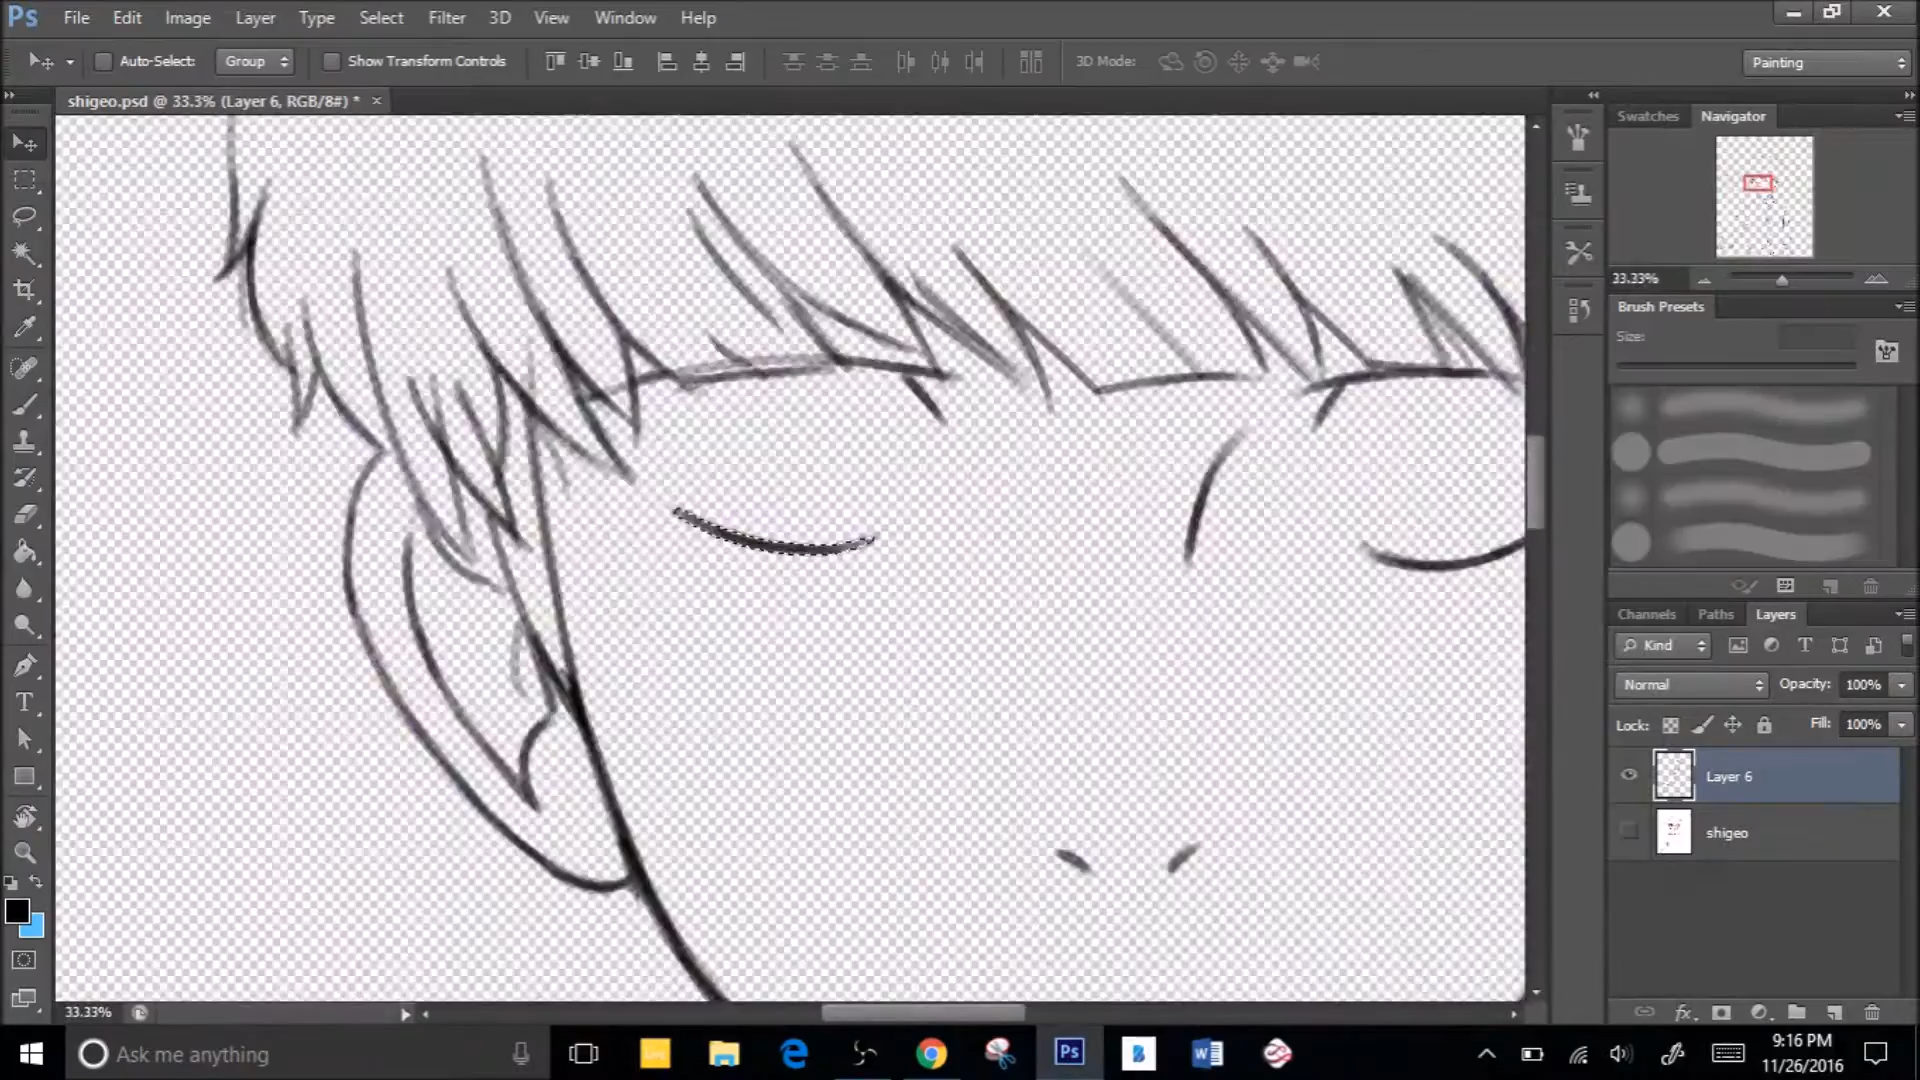 Ps File Edit Image Layer Type Select Filter 3D View Window Help
Auto-Select: Group Show Transform Controls 3D Mode: Painting
shigeo.psd @ 33.3% (Layer 6, RGB/8#) * ×
Swatches Navigator
33.33%
Brush Presets
Size:
Channels Paths Layers
Kind
Normal Opacity: 100%
Lock: Fill: 100%
Layer 6
shigeo
33.33%
Ask me anything
Ps
9:16 PM
11/26/2016